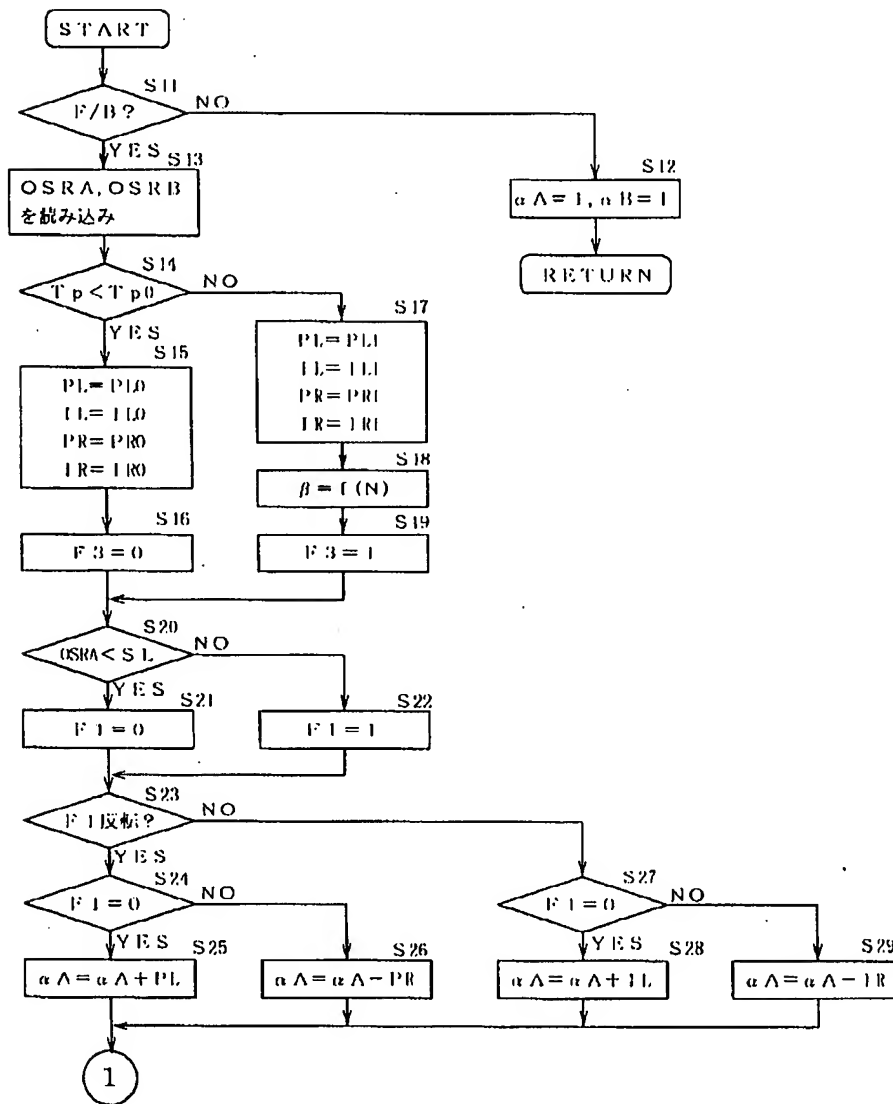 START
S11
F/B?
NO
YES
S13
S12
OSRA, OSRB
を読み込み
αA=1, αB=1
RETURN
S14
Tp<Tp0
NO
YES
S15
S17
PL=PL0
IL=IL0
PR=PR0
IR=IR0
PL=PL1
IL=IL1
PR=PR1
IR=IR1
S18
β=f(N)
S16
F3=0
S19
F3=1
S20
OSRA<SL
NO
YES
S21
F1=0
S22
F1=1
S23
F1反転?
NO
YES
S24
F1=0
NO
YES
S27
F1=0
NO
YES
S25
αA=αA+PL
S26
αA=αA-PR
S28
αA=αA+IL
S29
αA=αA-IR
1